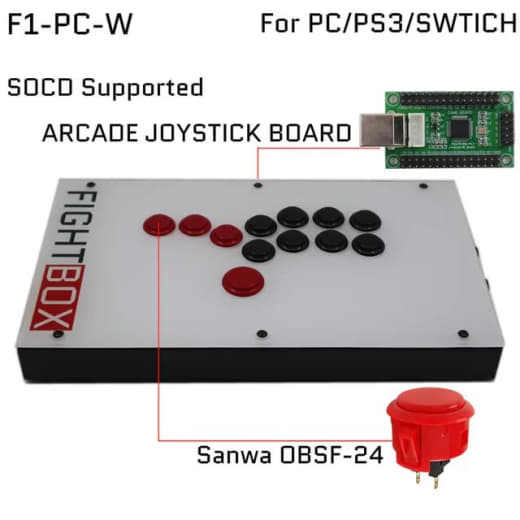 F1-PC-W
For PC/PS3/SWTICH
SOCD Supported
ARCADE JOYSTICK BOARD
FIGHTBOX
Sanwa OBSF-24